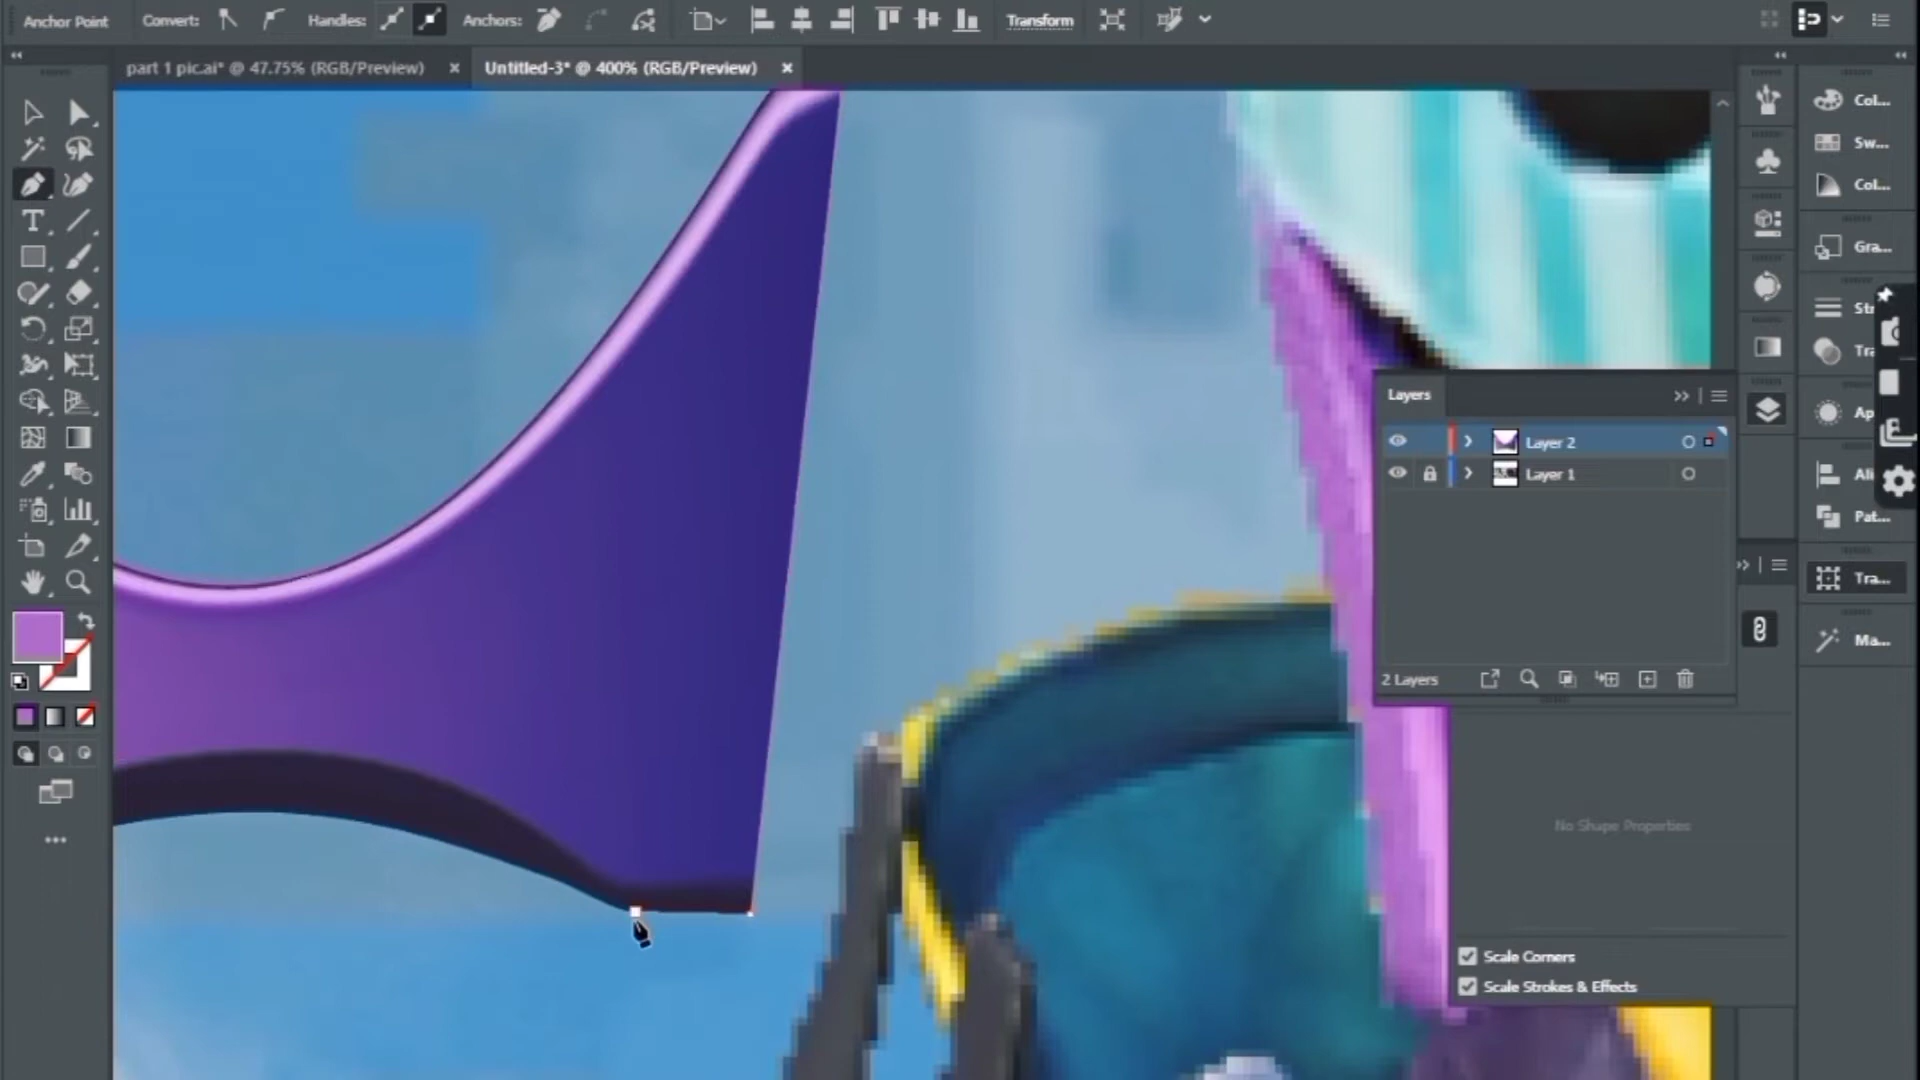 Anchor Point Convert: Handles: Anchors: Transform
part 1 pic.ai* @ 47.75% (RGB/Preview) × Untitled-3* @ 400% (RGB/Preview) ×
Col...
Sw...
Col...
Gra...
Str
Tra
Ap
Ali
Pat...
Tra...
Ma...
Layers
Layer 2
Layer 1
2 Layers
No Shape Properties
Scale Corners
Scale Strokes & Effects